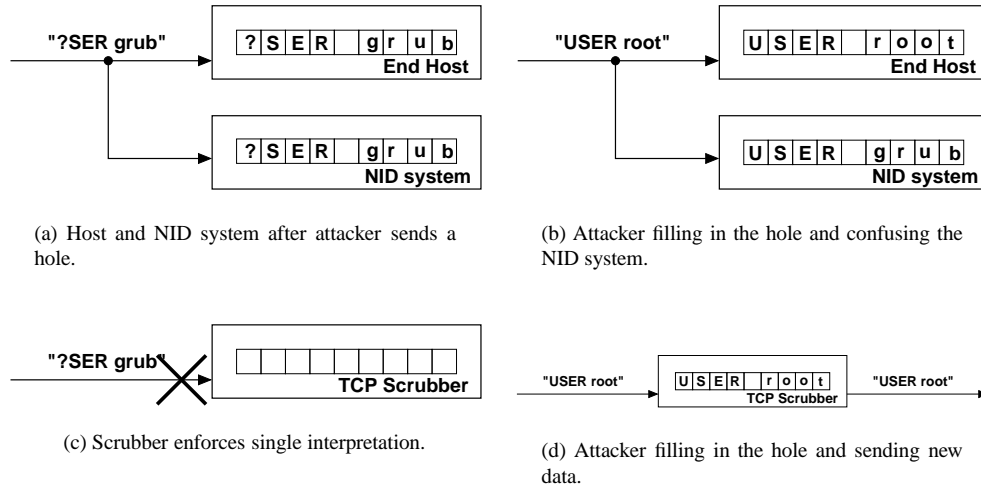 "?SER grub"
? S E R g r u b
End Host
? S E R g r u b
NID system
(a) Host and NID system after attacker sends a
hole.
"USER root"
U S E R r o o t
End Host
U S E R g r u b
NID system
(b) Attacker filling in the hole and confusing the
NID system.
"?SER grub"
TCP Scrubber
(c) Scrubber enforces single interpretation.
"USER root"
U S E R r o o t
TCP Scrubber
"USER root"
(d) Attacker filling in the hole and sending new
data.